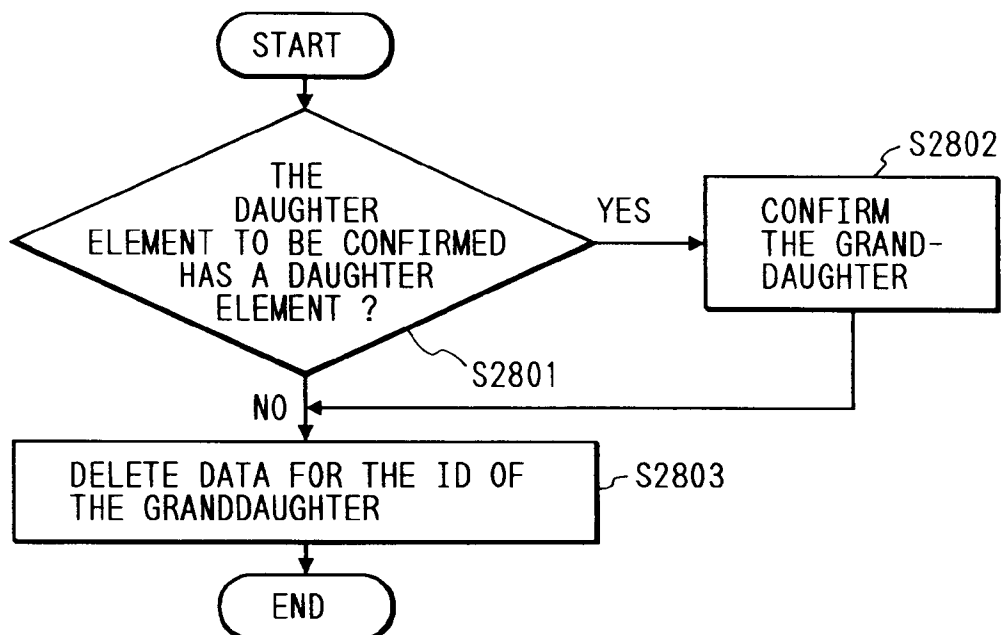 START
THE
DAUGHTER
ELEMENT TO BE CONFIRMED
HAS A DAUGHTER
ELEMENT ?
S2801
YES
S2802
CONFIRM
THE GRAND-
DAUGHTER
NO
DELETE DATA FOR THE ID OF
THE GRANDDAUGHTER
S2803
END